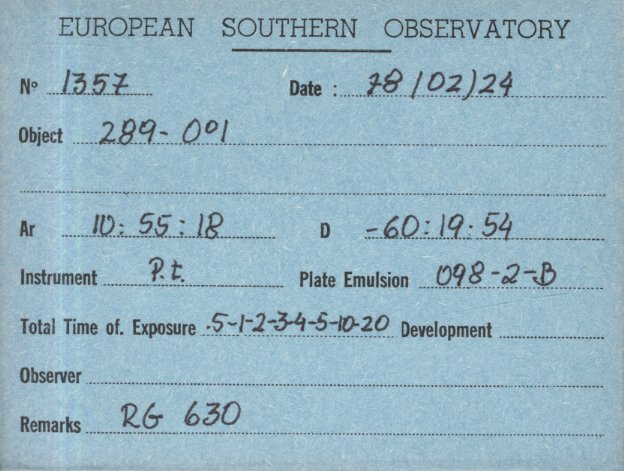 EUROPEAN SOUTHERN OBSERVATORY
Nº 1357 Date : 78/02/24
Object 289-001
Ar 10:55:18 D -60:19:54
Instrument P.t. Plate Emulsion 098-2-B
Total Time of. Exposure .5-1-2-3-4-5-10-20 Development
Observer
Remarks RG 630